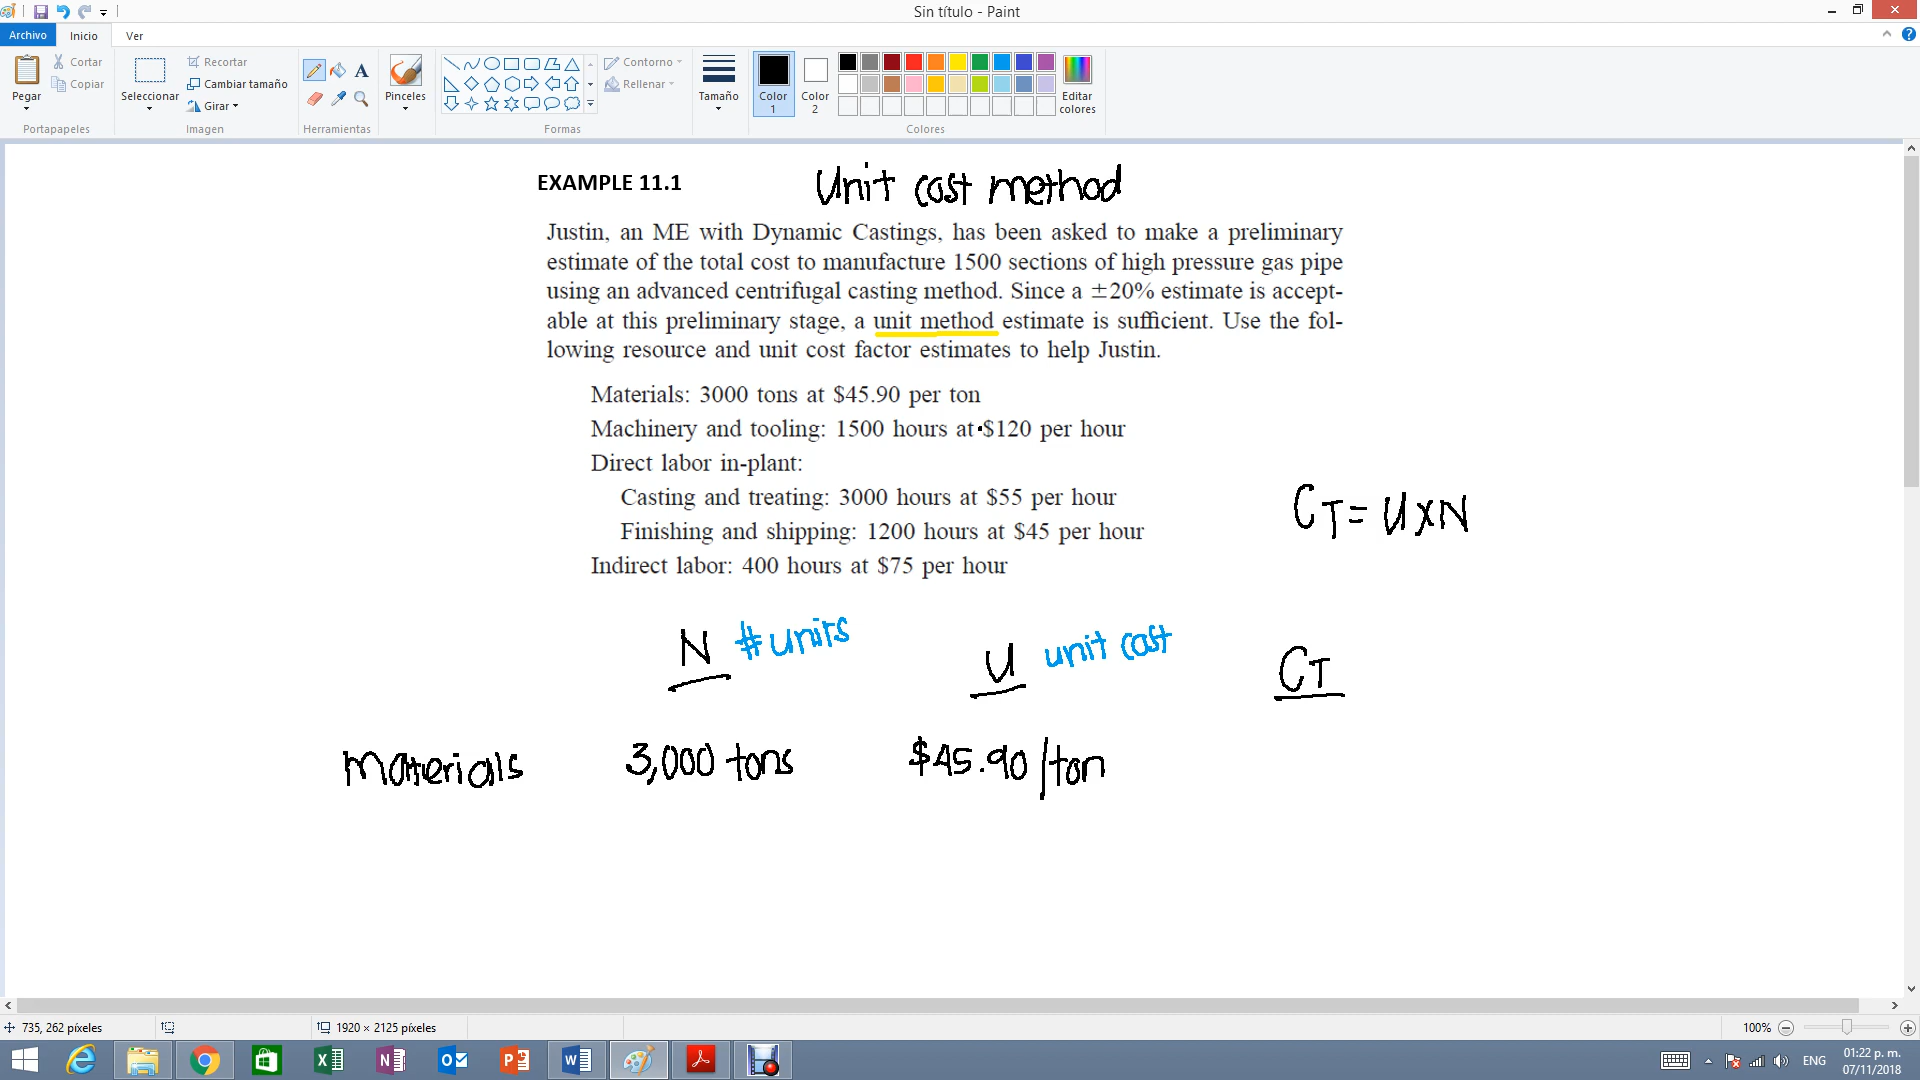 Sin título - Paint
Archivo
Inicio
Ver
Pegar
Cortar
Copiar
Portapapeles
Seleccionar
Recortar
Cambiar tamaño
Girar
Imagen
Herramientas
Pinceles
Contorno
Rellenar
Formas
Tamaño
Color 1
Color 2
Editar colores
Colores
EXAMPLE 11.1
Unit cost method
Justin, an ME with Dynamic Castings, has been asked to make a preliminary
estimate of the total cost to manufacture 1500 sections of high pressure gas pipe
using an advanced centrifugal casting method. Since a ±20% estimate is accept-
able at this preliminary stage, a unit method estimate is sufficient. Use the fol-
lowing resource and unit cost factor estimates to help Justin.
Materials: 3000 tons at $45.90 per ton
Machinery and tooling: 1500 hours at $120 per hour
Direct labor in-plant:
Casting and treating: 3000 hours at $55 per hour
Finishing and shipping: 1200 hours at $45 per hour
Indirect labor: 400 hours at $75 per hour
CT = U x N
N # units
U unit cost
CT
Materials 3,000 tons $45.90 / ton
735, 262 píxeles
1920 × 2125 píxeles
100%
ENG
01:22 p. m.
07/11/2018